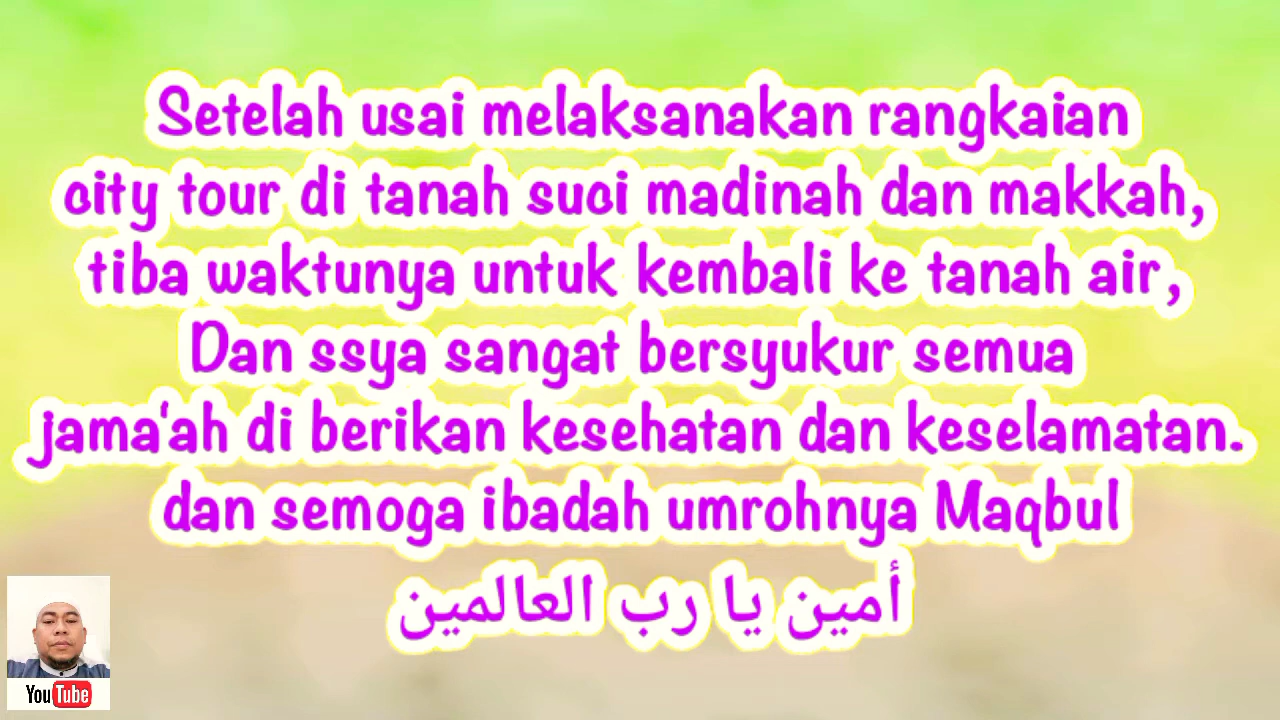 Setelah usai melaksanakan rangkaian
city tour di tanah suci madinah dan makkah,
tiba waktunya untuk kembali ke tanah air,
Dan ssya sangat bersyukur semua
jama'ah di berikan kesehatan dan keselamatan.
dan semoga ibadah umrohnya Maqbul
أمين يا رب العالمين
YouTube